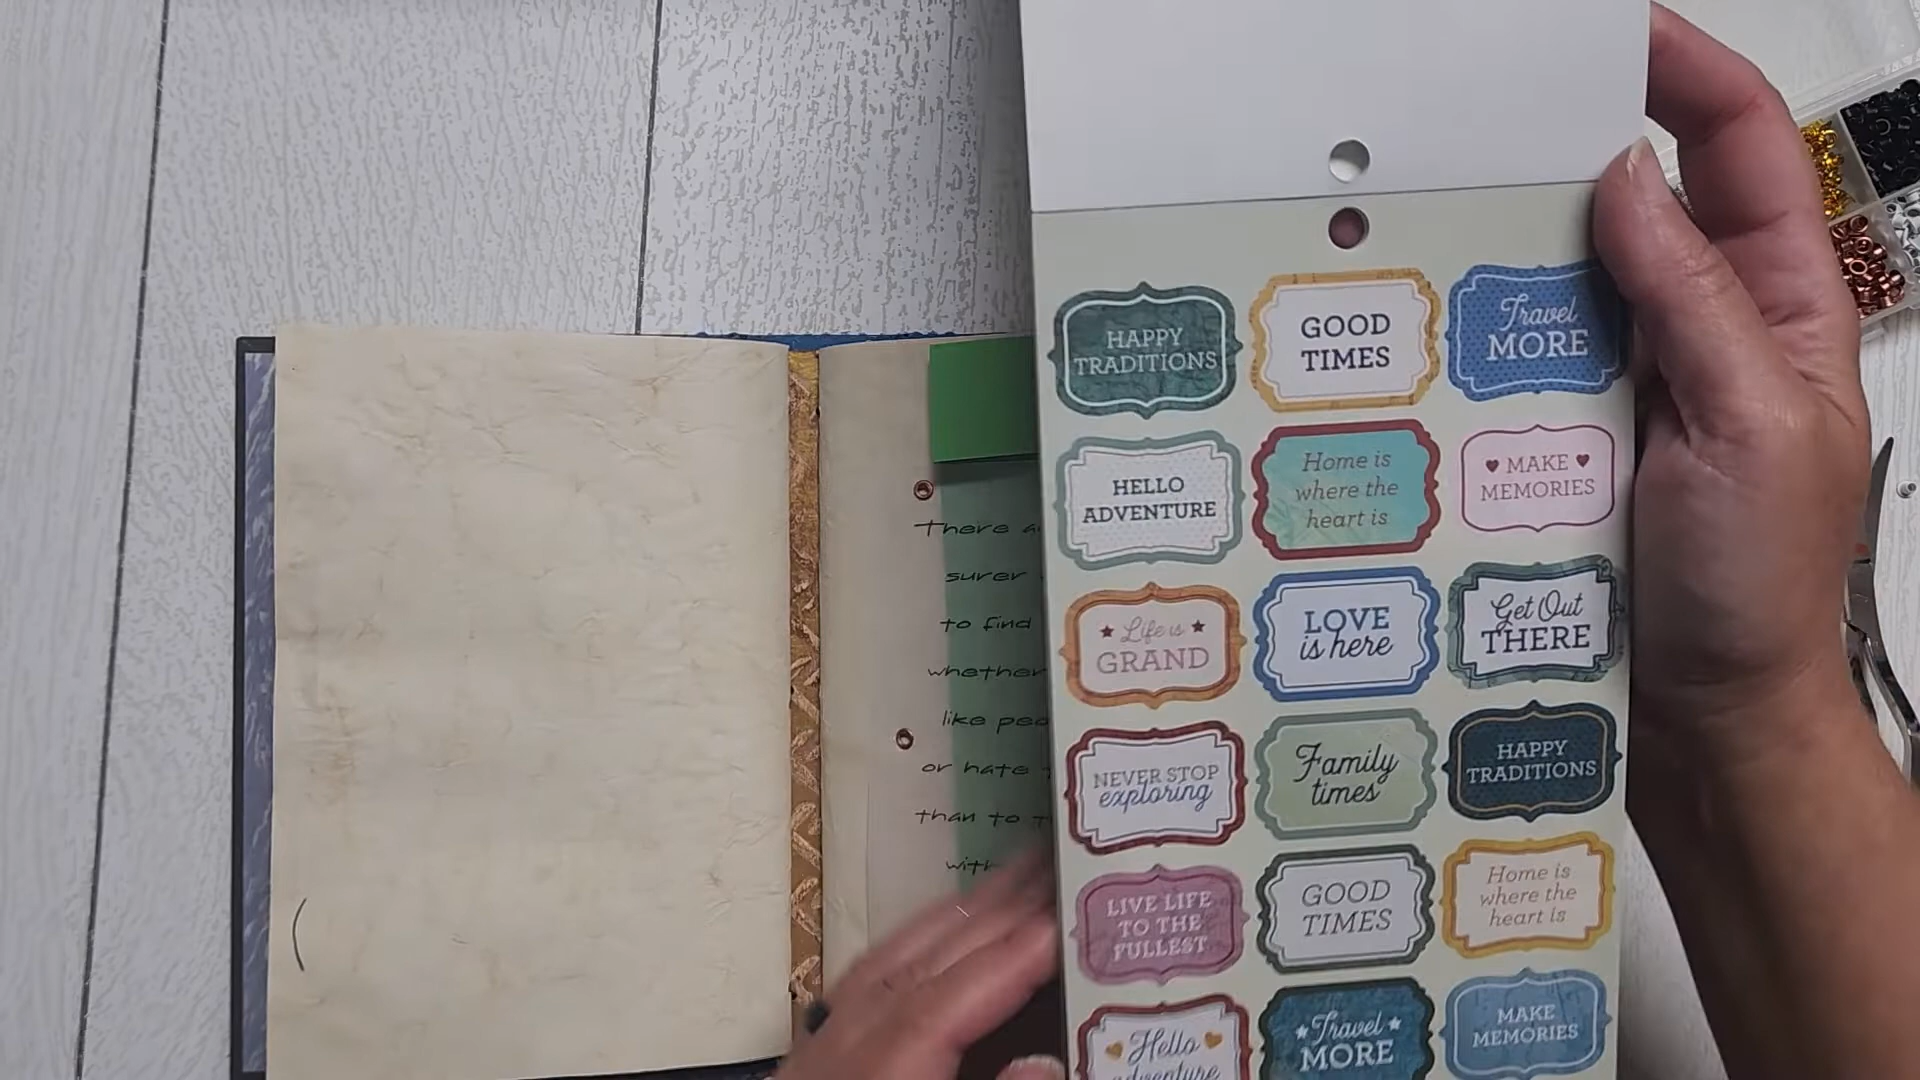 There
surer
to find
whether
like
or hate
than to
HAPPY
TRADITIONS
GOOD
TIMES
Travel
MORE
HELLO
ADVENTURE
Home is
where the
heart is
MAKE
MEMORIES
Life is
GRAND
LOVE
is here
Get Out
THERE
NEVER STOP
exploring
Family
times
HAPPY
TRADITIONS
LIVE LIFE
TO THE
FULLEST
GOOD
TIMES
Home is
where the
heart is
Hello
adventure
Travel
MORE
MAKE
MEMORIES